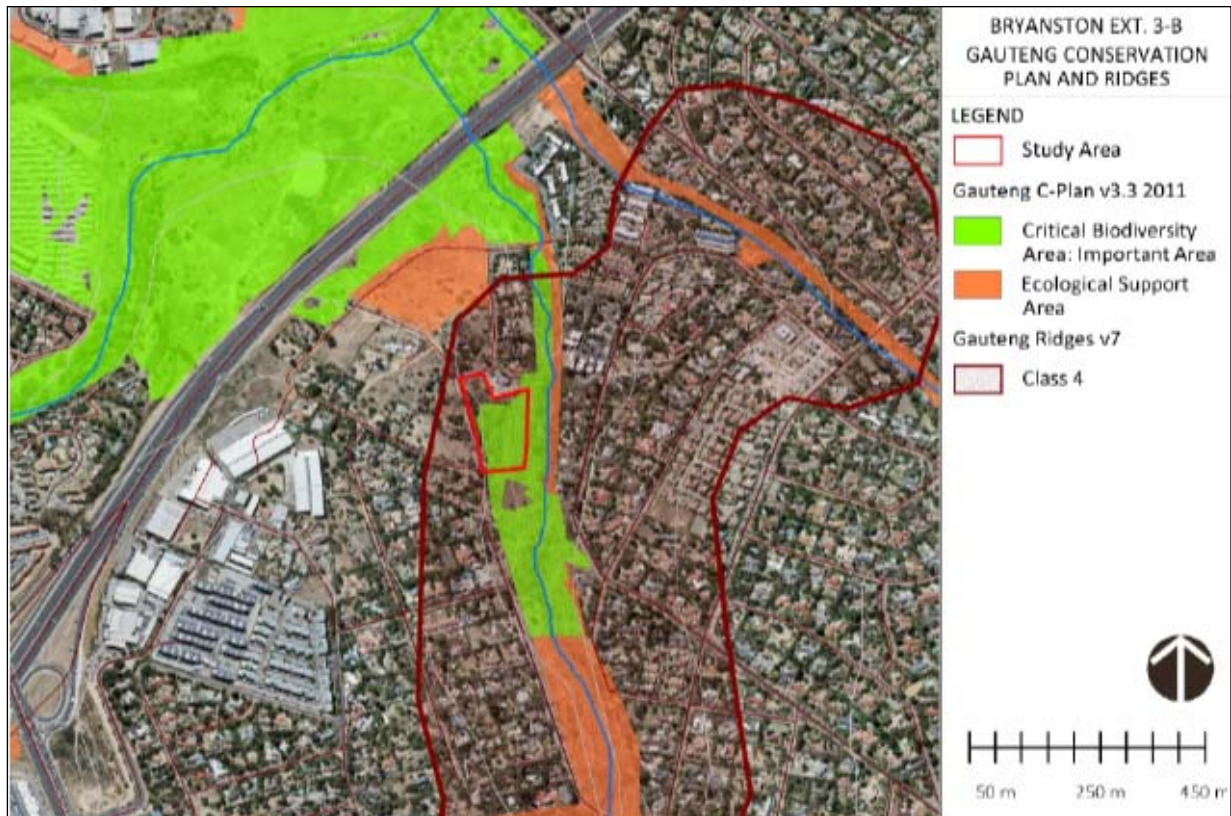 BRYANSTON EXT. 3-B
GAUTENG CONSERVATION
PLAN AND RIDGES
LEGEND
Study Area
Gauteng C-Plan v3.3 2011
Critical Biodiversity
Area: Important Area
Ecological Support
Area
Gauteng Ridges v7
Class 4
50 m 250 m 450 m